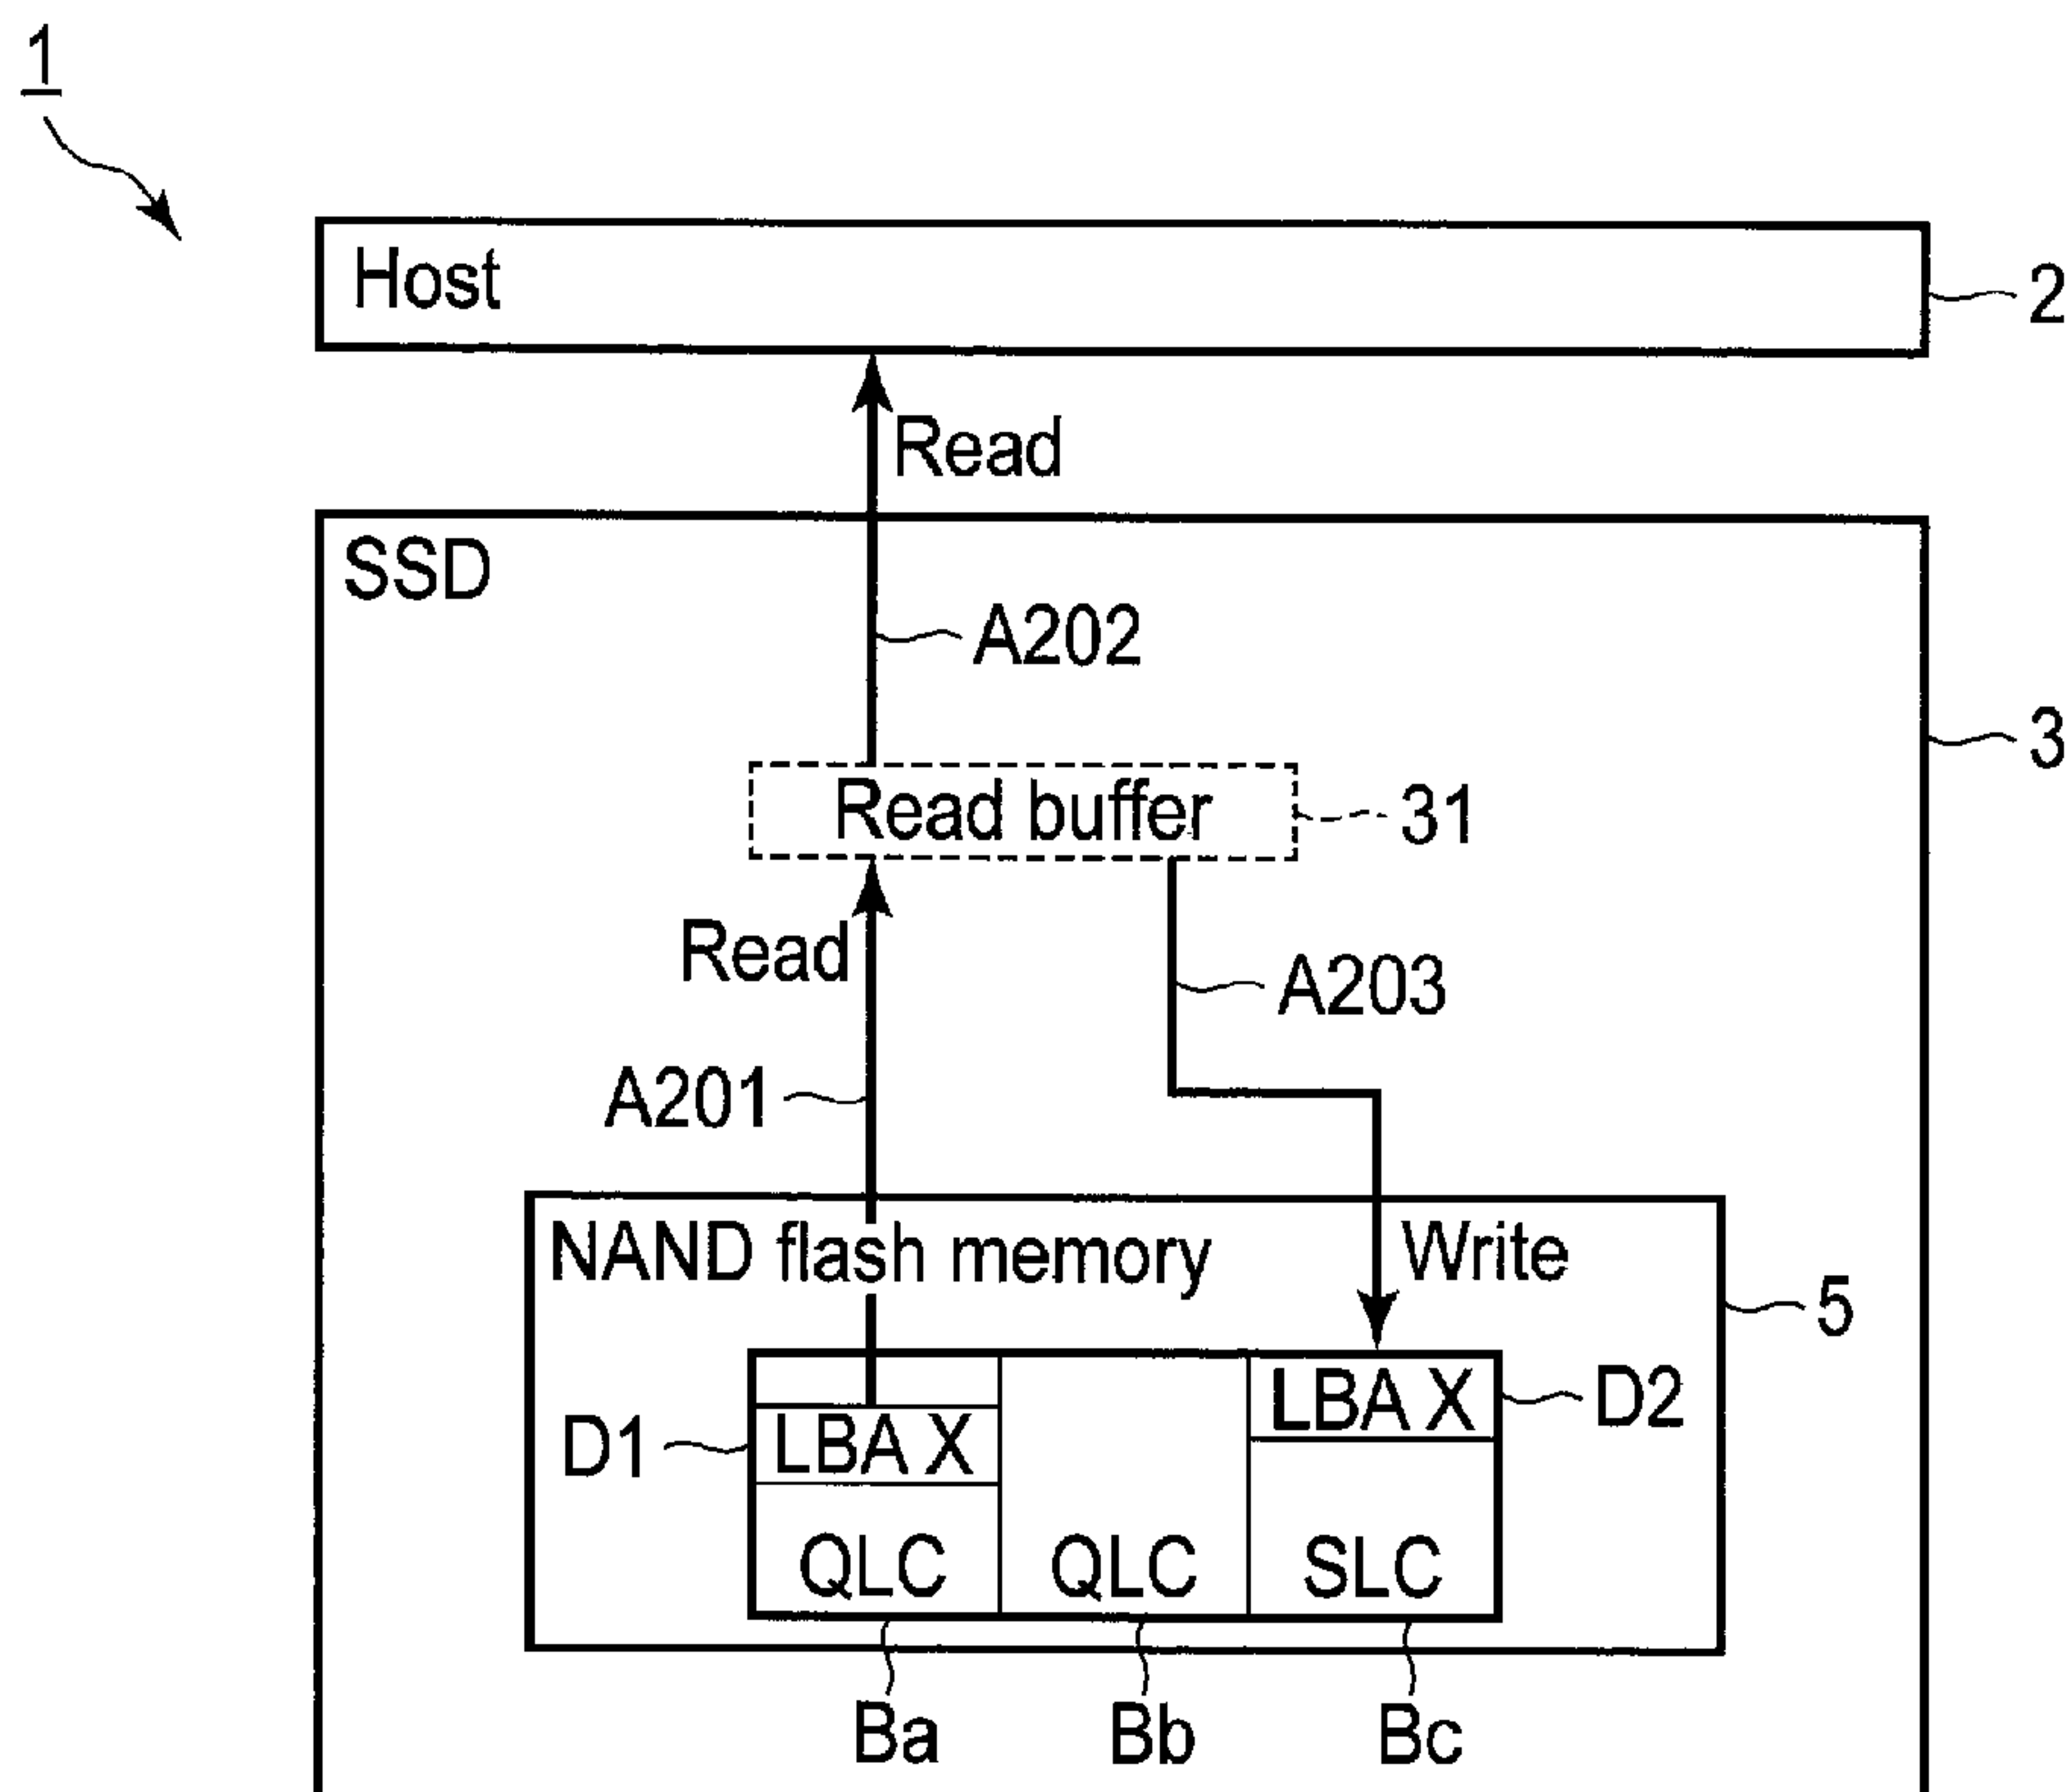 1
Host
2
Read
SSD
A202
3
Read buffer
31
Read
A203
A201
NAND flash memory
Write
5
LBA X
D2
D1
LBA X
QLC
QLC
SLC
Ba
Bb
Bc